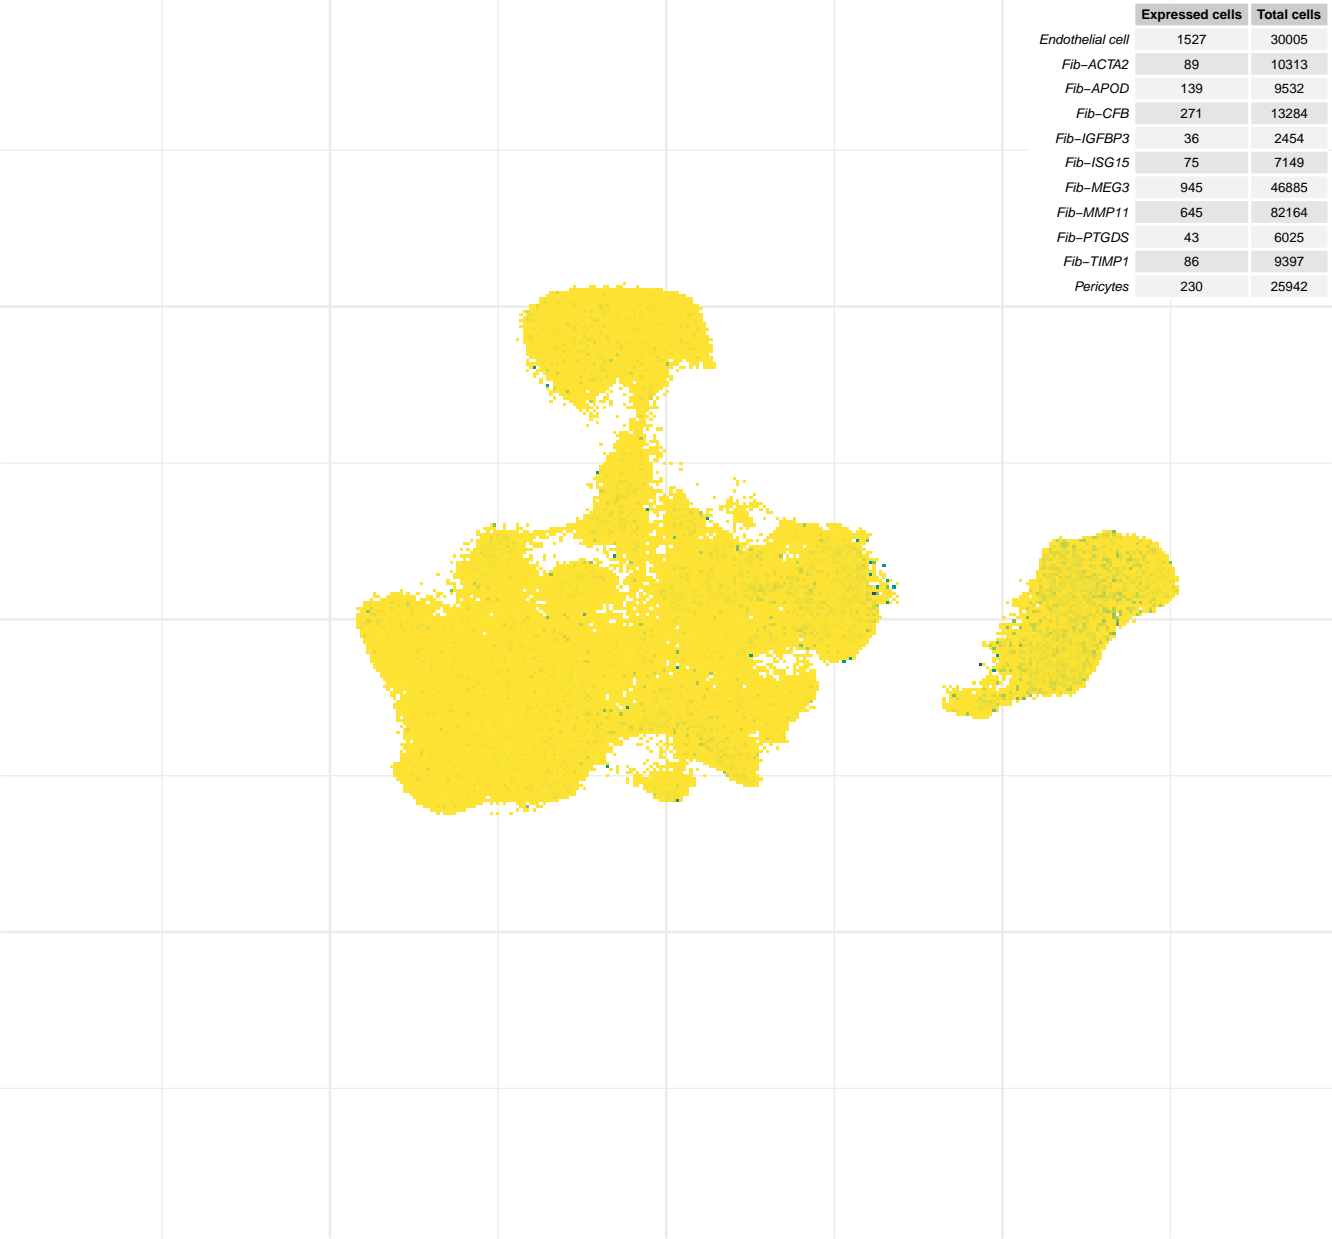 Expressed cells Total cells
Endothelial cell 1527 30005
Fib−ACTA2 89 10313
Fib−APOD 139 9532
Fib−CFB 271 13284
Fib−IGFBP3 36 2454
Fib−ISG15 75 7149
Fib−MEG3 945 46885
Fib−MMP11 645 82164
Fib−PTGDS 43 6025
Fib−TIMP1 86 9397
Pericytes 230 25942